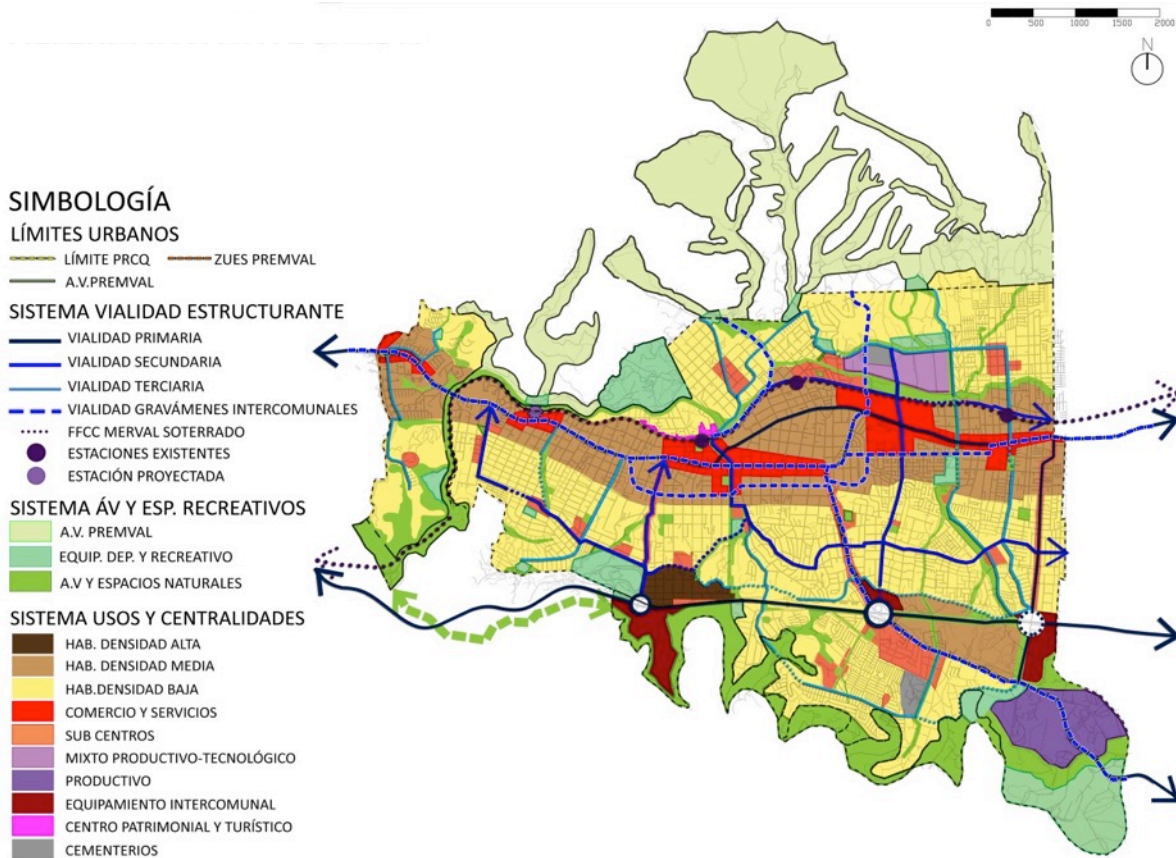 0 500 1000 1500 2000
N
SIMBOLOGÍA
LÍMITES URBANOS
LÍMITE PRCQ ZUES PREMVAL
A.V.PREMVAL
SISTEMA VIALIDAD ESTRUCTURANTE
VIALIDAD PRIMARIA
VIALIDAD SECUNDARIA
VIALIDAD TERCIARIA
VIALIDAD GRAVÁMENES INTERCOMUNALES
FFCC MERVAL SOTERRADO
ESTACIONES EXISTENTES
ESTACIÓN PROYECTADA
SISTEMA ÁV Y ESP. RECREATIVOS
A.V. PREMVAL
EQUIP. DEP. Y RECREATIVO
A.V Y ESPACIOS NATURALES
SISTEMA USOS Y CENTRALIDADES
HAB. DENSIDAD ALTA
HAB. DENSIDAD MEDIA
HAB.DENSIDAD BAJA
COMERCIO Y SERVICIOS
SUB CENTROS
MIXTO PRODUCTIVO-TECNOLÓGICO
PRODUCTIVO
EQUIPAMIENTO INTERCOMUNAL
CENTRO PATRIMONIAL Y TURÍSTICO
CEMENTERIOS